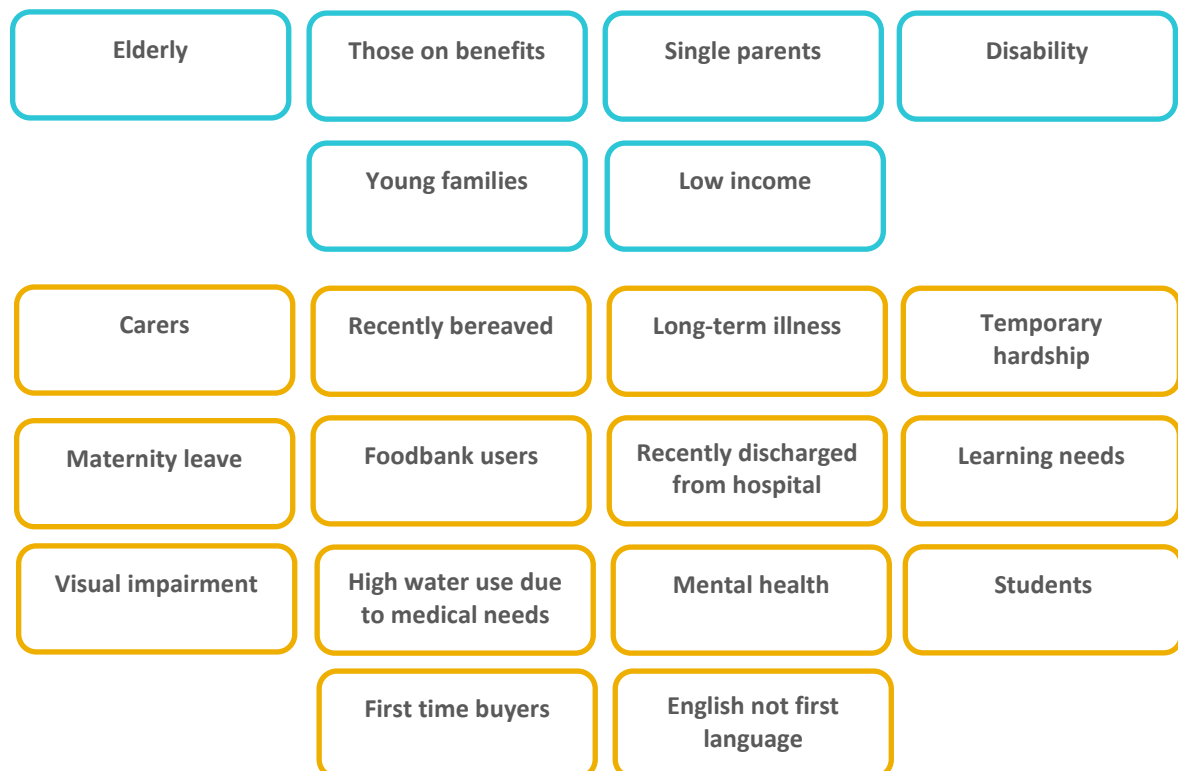 Elderly
Those on benefits
Single parents
Disability
Young families
Low income
Carers
Recently bereaved
Long-term illness
Temporary
hardship
Maternity leave
Foodbank users
Recently discharged
from hospital
Learning needs
Visual impairment
High water use due
to medical needs
Mental health
Students
First time buyers
English not first
language